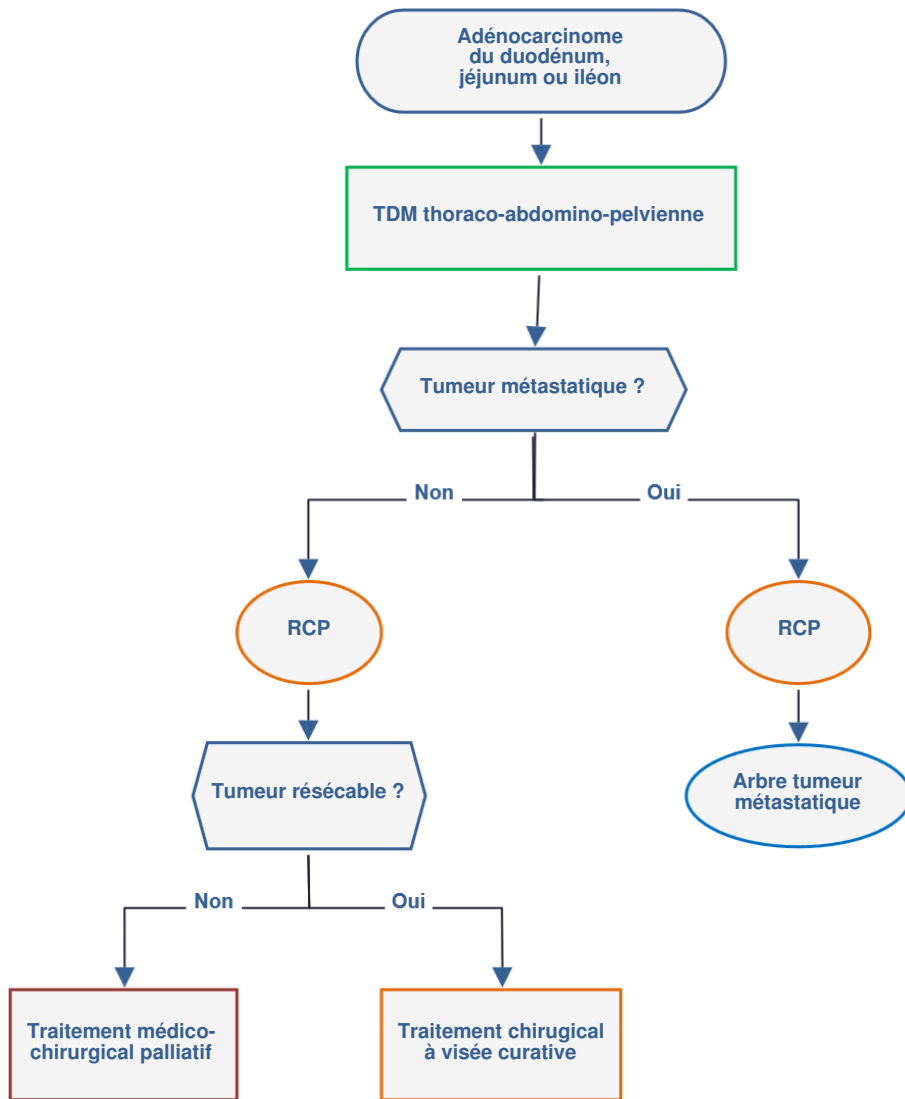 Adénocarcinome
du duodénum,
jéjunum ou iléon
TDM thoraco-abdomino-pelvienne
Tumeur métastatique ?
Non
Oui
RCP
RCP
Tumeur résécable ?
Arbre tumeur
métastatique
Non
Oui
Traitement médico-
chirurgical palliatif
Traitement chirugical
à visée curative